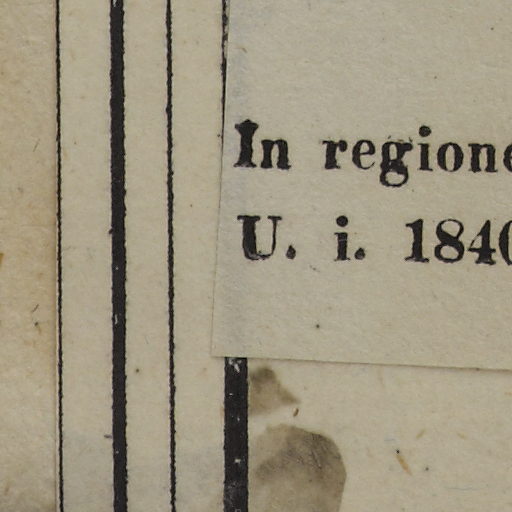 In regione
U. i. 1840